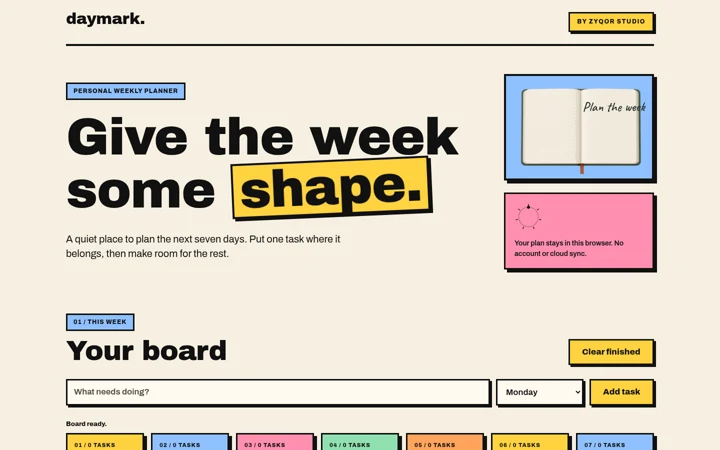 daymark.
BY ZYQOR STUDIO
PERSONAL WEEKLY PLANNER
Give the week
some shape.
A quiet place to plan the next seven days. Put one task where it
belongs, then make room for the rest.
Plan the week
Your plan stays in this browser. No
account or cloud sync.
01 / THIS WEEK
Your board
Clear finished
What needs doing?
Monday
Add task
Board ready.
01 / 0 TASKS
02 / 0 TASKS
03 / 0 TASKS
04 / 0 TASKS
05 / 0 TASKS
06 / 0 TASKS
07 / 0 TASKS